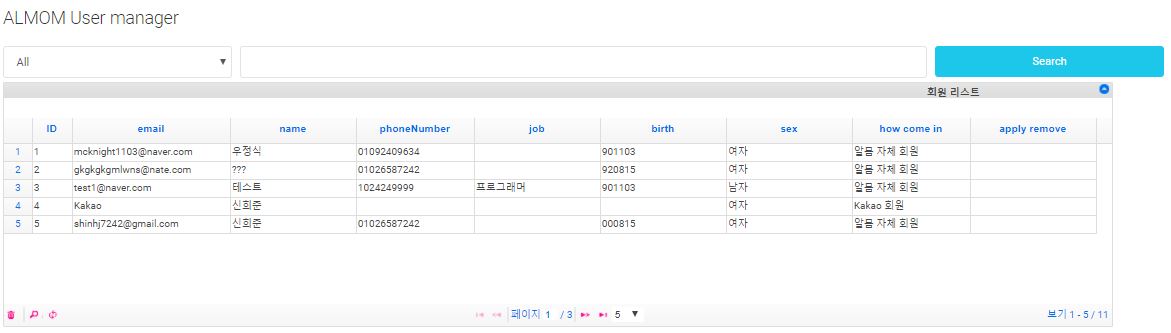 ALMOM User manager
All Search
회원 리스트
ID email name phoneNumber job birth sex how come in apply remove
1 1 mcknight1103@naver.com 우정식 01092409634 901103 여자 알몸 자체 회원
2 2 gkgkgkgmlwns@nate.com ??? 01026587242 920815 여자 알몸 자체 회원
3 3 test1@naver.com 테스트 1024249999 프로그래머 901103 남자 알몸 자체 회원
4 4 Kakao 신희준 여자 Kakao 회원
5 5 shinhj7242@gmail.com 신희준 01026587242 000815 여자 알몸 자체 회원
페이지 1 / 3 5 보기 1 - 5 / 11